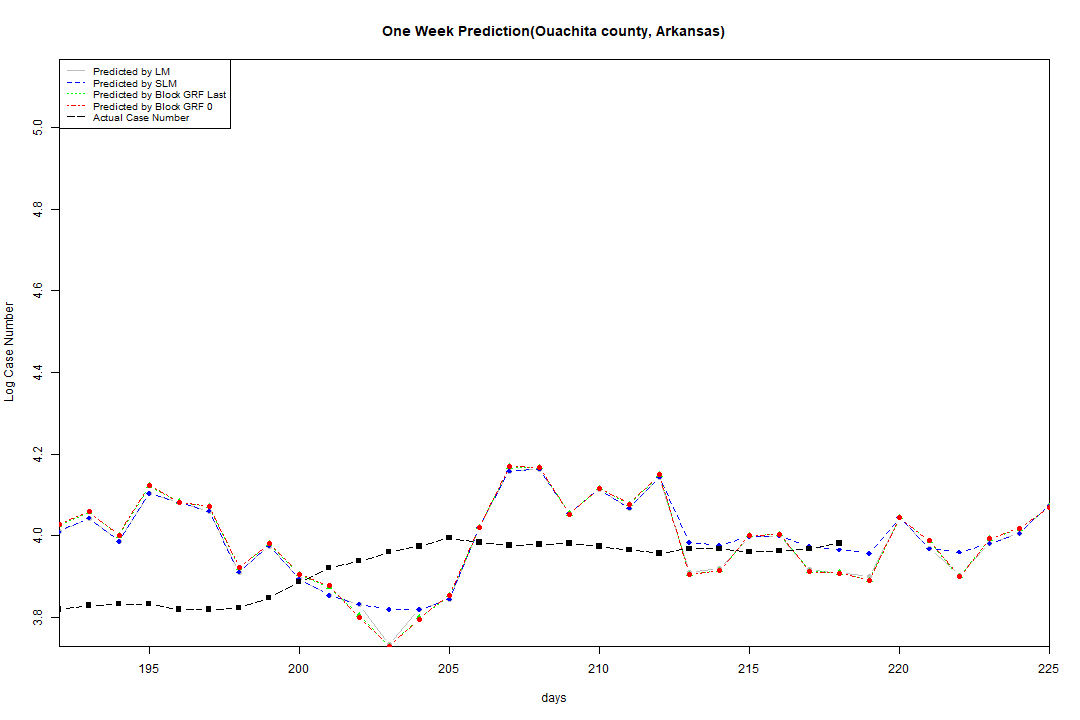 One Week Prediction(Ouachita county, Arkansas)
Predicted by LM
Predicted by SLM
Predicted by Block GRF Last
Predicted by Block GRF 0
Actual Case Number
Log Case Number
5.0
4.8
4.6
4.4
4.2
4.0
3.8
195 200 205 210 215 220 225
days